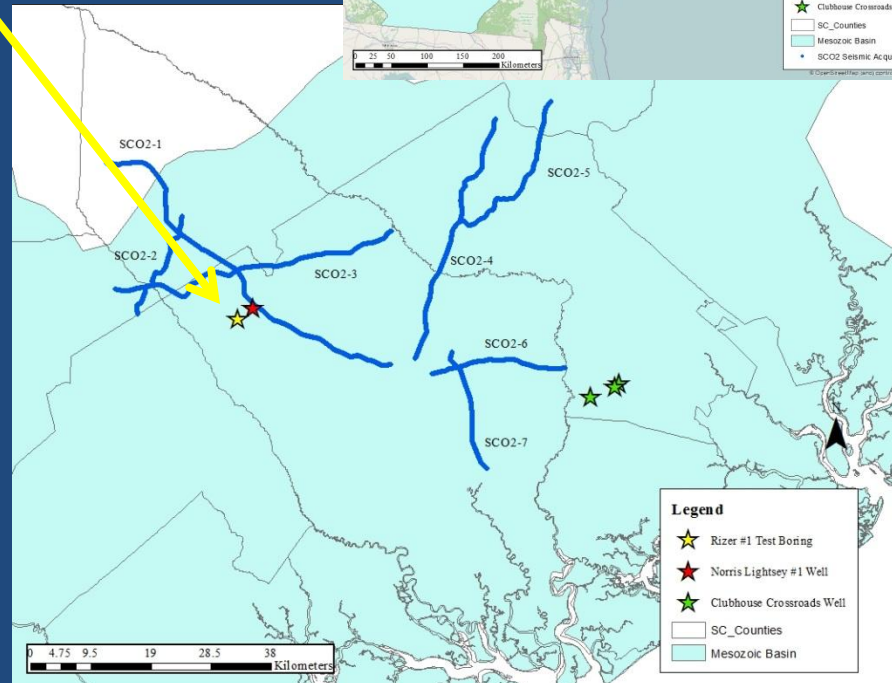 Clubhouse Crossroads
SC_Counties
Mesozoic Basin
SCO2 Seismic Acqu
0 25 50 100 150 200
Kilometers
SCO2-1
SCO2-5
SCO2-2
SCO2-3
SCO2-4
SCO2-6
SCO2-7
Legend
Rizer #1 Test Boring
Norris Lightsey #1 Well
Clubhouse Crossroads Well
SC_Counties
Mesozoic Basin
0 4.75 9.5 19 28.5 38
Kilometers